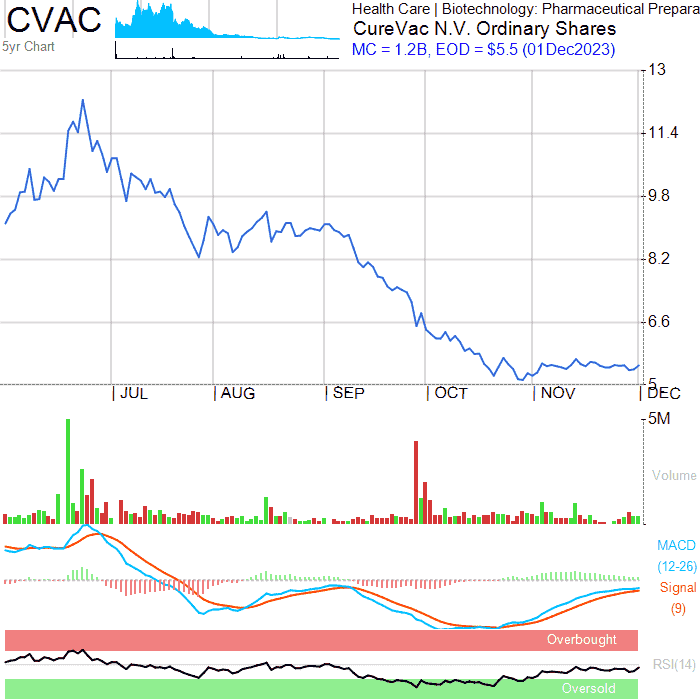 CVAC
5yr Chart
Health Care | Biotechnology: Pharmaceutical Prepara
CureVac N.V. Ordinary Shares
MC = 1.2B, EOD = $5.5 (01Dec2023)
13
11.4
9.8
8.2
6.6
5
| JUL | AUG | SEP | OCT | NOV | DEC
5M
Volume
MACD
(12-26)
Signal
(9)
Overbought
RSI(14)
Oversold